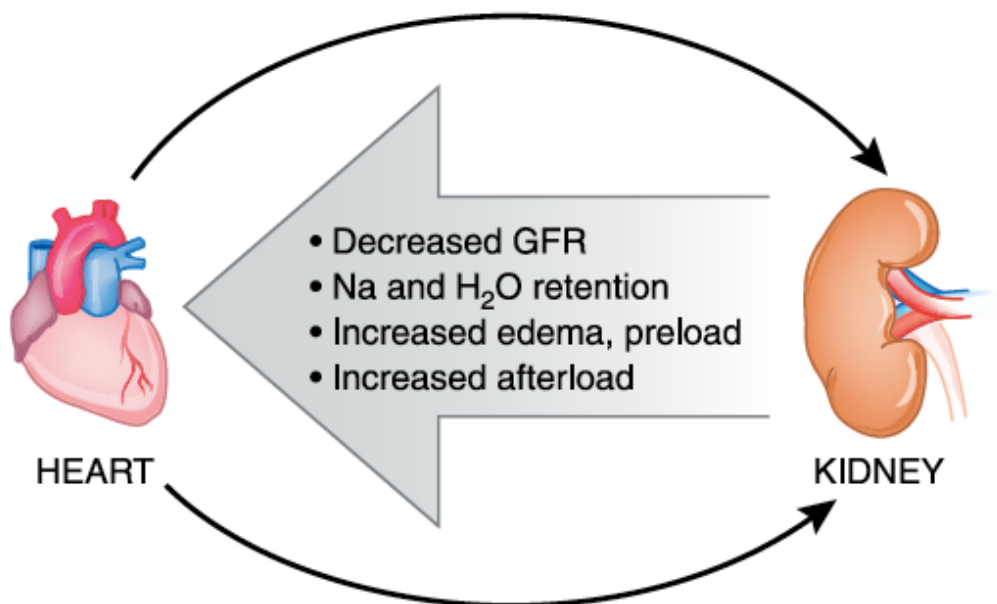 • Decreased GFR
• Na and H₂O retention
• Increased edema, preload
• Increased afterload
HEART
KIDNEY